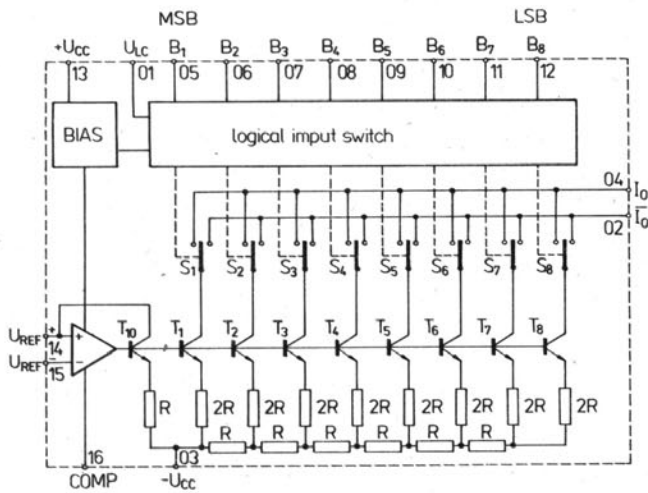 MSB LSB
+UCC ULC B1 B2 B3 B4 B5 B6 B7 B8
13 01 05 06 07 08 09 10 11 12
BIAS logical imput switch
04 I0
02 I̅0
S1 S2 S3 S4 S5 S6 S7 S8
T10 T1 T2 T3 T4 T5 T6 T7 T8
UREF + +
14
UREF - -
15
R 2R 2R 2R 2R 2R 2R 2R 2R
R R R R R R
16 03
COMP -UCC